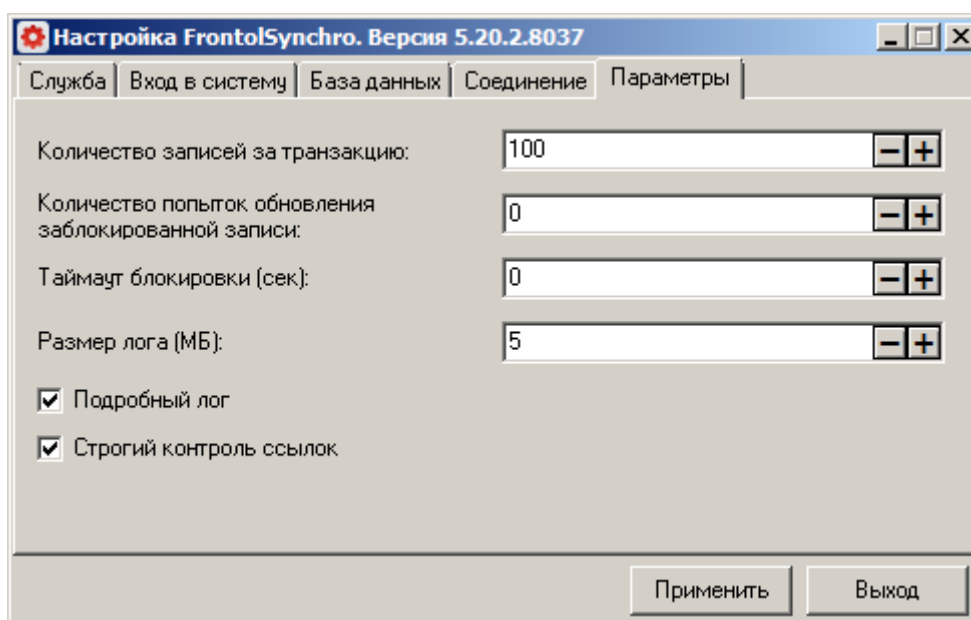 Настройка FrontolSynchro. Версия 5.20.2.8037
Служба Вход в систему База данных Соединение Параметры
Количество записей за транзакцию: 100
Количество попыток обновления
заблокированной записи: 0
Таймаут блокировки (сек): 0
Размер лога (МБ): 5
Подробный лог
Строгий контроль ссылок
Применить Выход